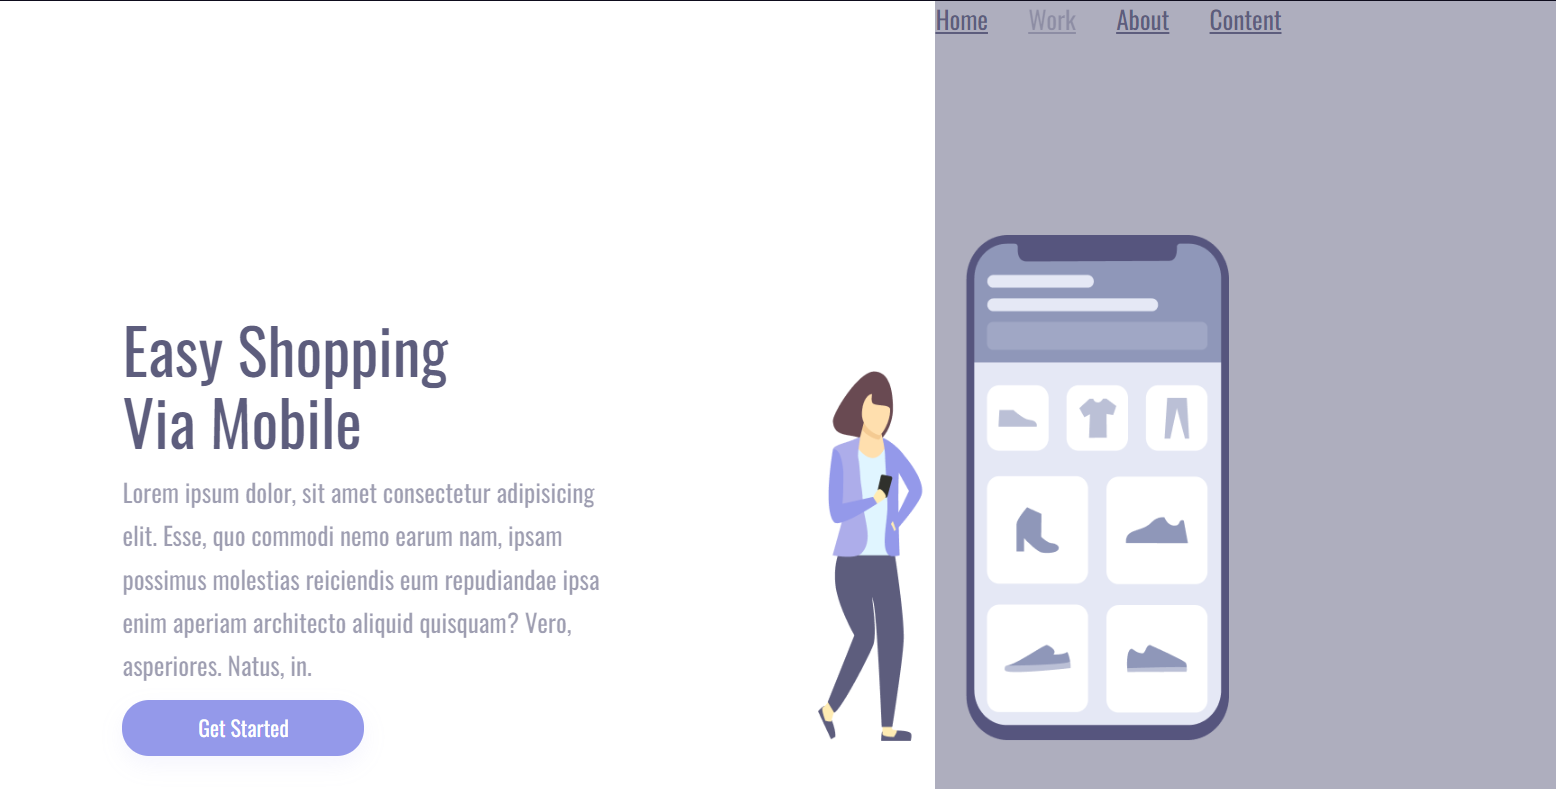 Home Work About Content
Easy Shopping
Via Mobile
Lorem ipsum dolor, sit amet consectetur adipisicing
elit. Esse, quo commodi nemo earum nam, ipsam
possimus molestias reiciendis eum repudiandae ipsa
enim aperiam architecto aliquid quisquam? Vero,
asperiores. Natus, in.
Get Started